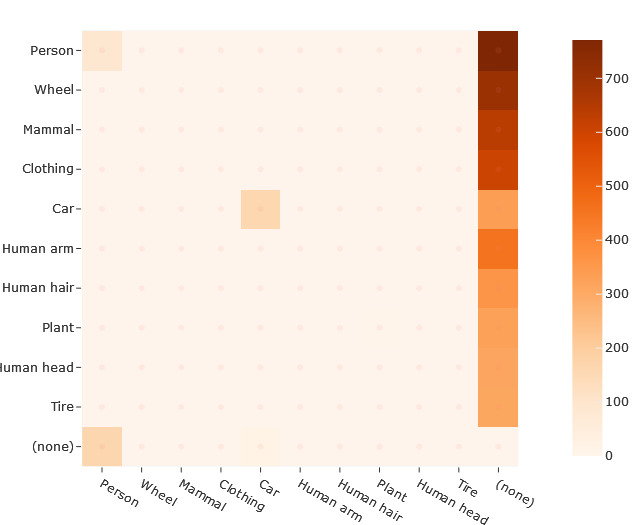 Person
Wheel
Mammal
Clothing
Car
Human arm
Human hair
Plant
Human head
Tire
(none)
Person Wheel Mammal Clothing Car Human arm Human hair Plant Human head Tire (none)
700
600
500
400
300
200
100
0